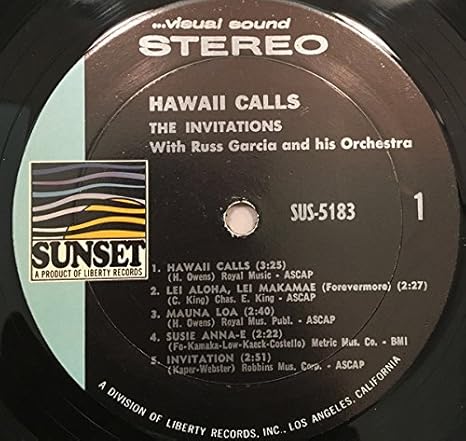 ...visual sound
STEREO
HAWAII CALLS
THE INVITATIONS
With Russ Garcia and his Orchestra
SUS-5183
1
SUNSET
A PRODUCT OF LIBERTY RECORDS
1. HAWAII CALLS (3:25)
(H. Owens) Royal Music - ASCAP
2. LEI ALOHA, LEI MAKAMAE (Forevermore) (2:27)
(C. King) Chas. E. King - ASCAP
3. MAUNA LOA (2:40)
(H. Owens) Royal Mus. Publ. - ASCAP
4. SUSIE ANNA-E (2:22)
(Fo-Kamaka-Low-Kaeck-Costello) Metric Mus. Co. - BMI
5. INVITATION (2:51)
(Kaper-Webster) Robbins Mus. Corp. - ASCAP
A DIVISION OF LIBERTY RECORDS, INC., LOS ANGELES, CALIFORNIA